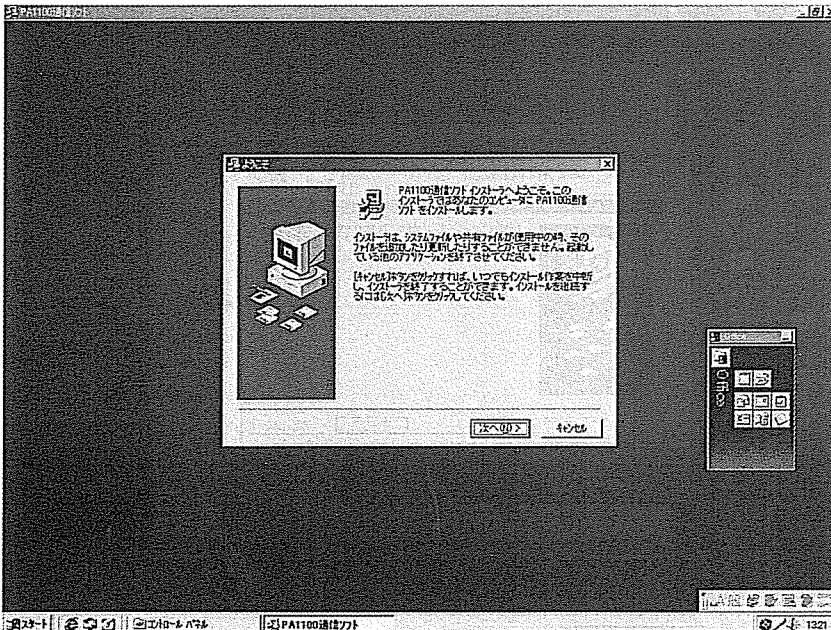 PA1100通信ソフト
ようこそ
PA1100通信ソフト インストーラへようこそ。この
インストーラではあなたのコンピュータに PA1100通信
ソフト をインストールします。
インストーラは、システムファイルや共有ファイルが使用中の時、その
ファイルを追加したり更新したりすることができません。起動し
ている他のアプリケーションを終了させてください。
[キャンセル]ボタンをクリックすれば、いつでもインストール作業を中断
し、インストーラを終了することができます。インストールを達成す
るには[次へ]ボタンをクリックしてください。
次へ(N) >
キャンセル
Office
スタート
コントロール パネル
PA1100通信ソフト
1321